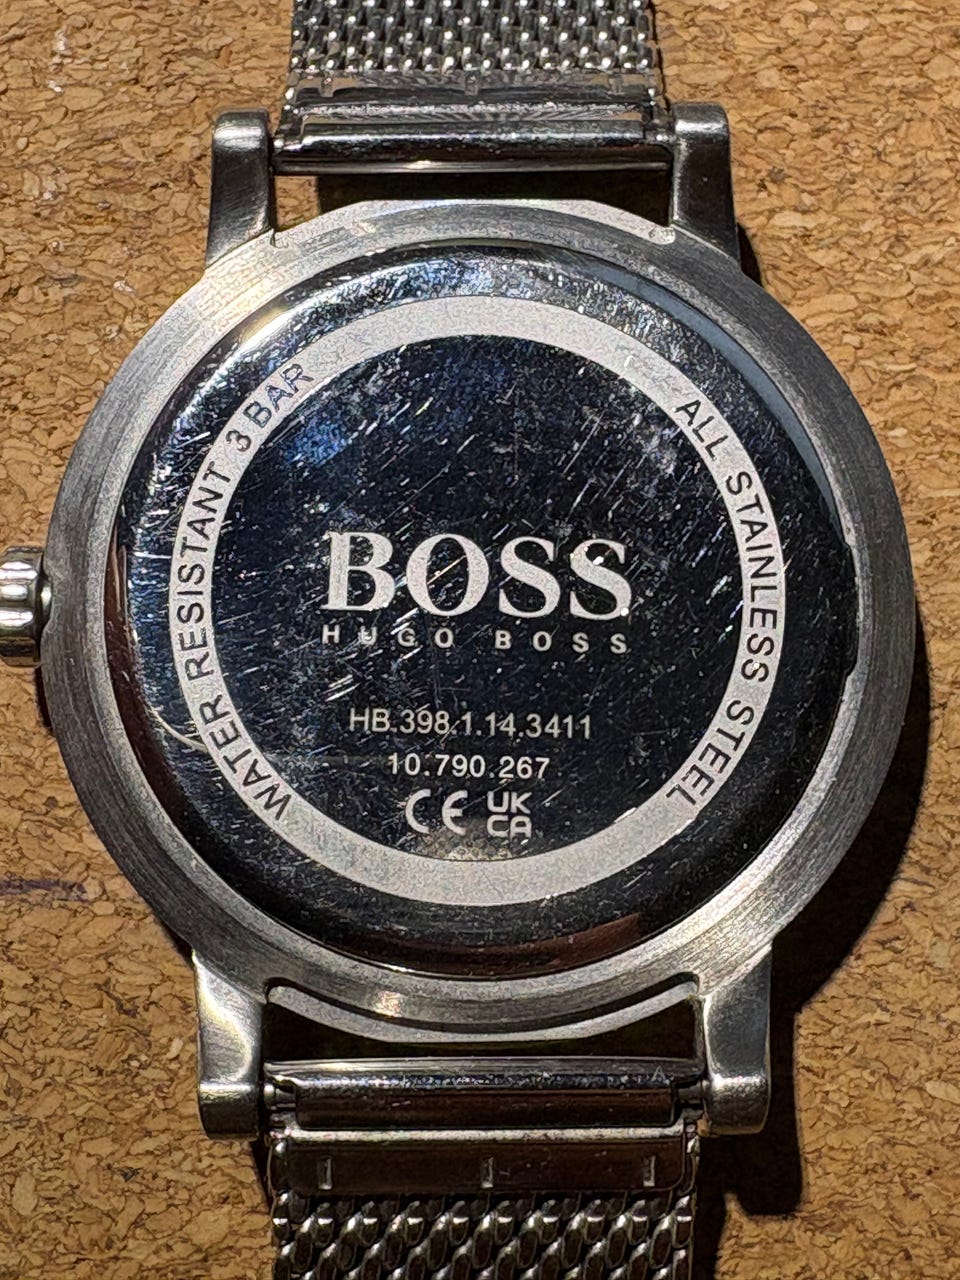 WATER RESISTANT 3 BAR
ALL STAINLESS STEEL
BOSS
HUGO BOSS
HB.398.1.14.3411
10.790.267
CE UK
CA